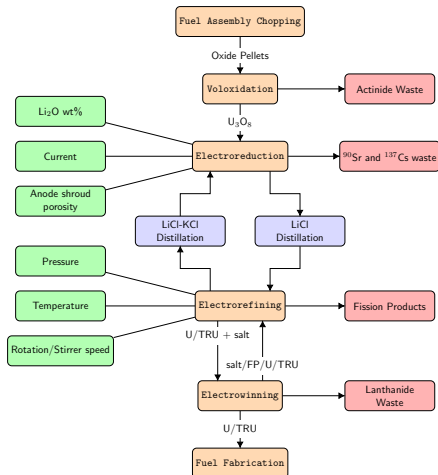 Fuel Assembly Chopping
Oxide Pellets
Voloxidation
Actinide Waste
U₃O₈
Li₂O wt%
Current
Anode shroud
porosity
Electroreduction
⁹⁰Sr and ¹³⁷Cs waste
LiCl-KCl
Distillation
LiCl
Distillation
Pressure
Temperature
Rotation/Stirrer speed
Electrorefining
Fission Products
U/TRU + salt
salt/FP/U/TRU
Electrowinning
Lanthanide
Waste
U/TRU
Fuel Fabrication